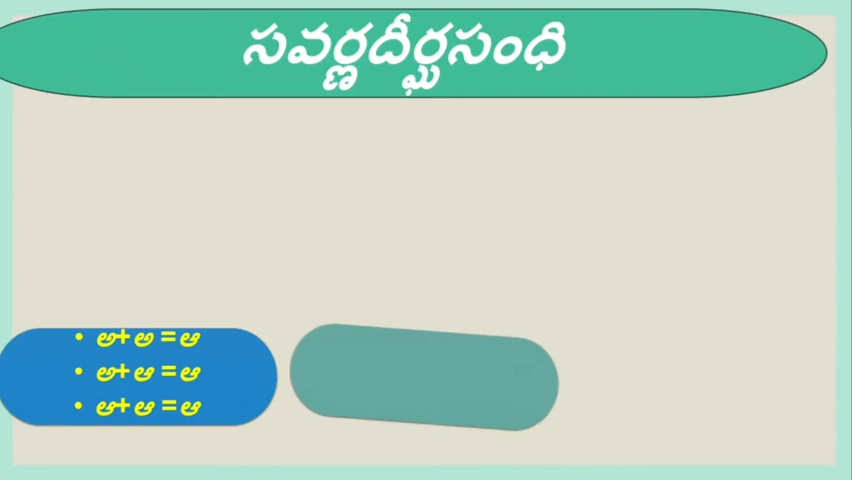 సవర్ణదీర్ఘసంధి
• అ+అ =ఆ
• అ+ఆ =ఆ
• ఆ+ఆ =ఆ